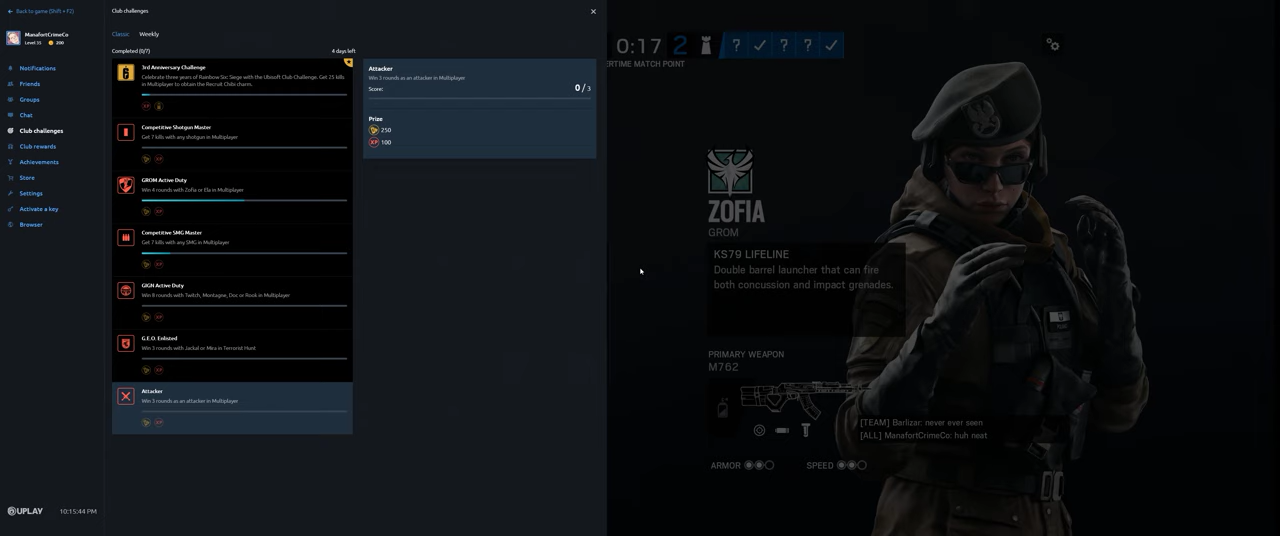 Back to game (Shift + F2)
ManafortCrimeCo
Level 35 200
Notifications
Friends
Groups
Chat
Club challenges
Club rewards
Achievements
Store
Settings
Activate a key
Browser
UPLAY 10:15:44 PM
Club challenges
Classic Weekly
Completed (0/7) 4 days left
3rd Anniversary Challenge
Celebrate three years of Rainbow Six: Siege with the Ubisoft Club Challenge. Get 25 kills
in Multiplayer to obtain the Recruit Chibi charm.
XP
Competitive Shotgun Master
Get 7 kills with any shotgun in Multiplayer
XP
GROM Active Duty
Win 4 rounds with Zofia or Ela in Multiplayer
XP
Competitive SMG Master
Get 7 kills with any SMG in Multiplayer
XP
GIGN Active Duty
Win 8 rounds with Twitch, Montagne, Doc or Rook in Multiplayer
XP
G.E.O. Enlisted
Win 3 rounds with Jackal or Mira in Terrorist Hunt
XP
Attacker
Win 3 rounds as an attacker in Multiplayer
XP
Attacker
Win 3 rounds as an attacker in Multiplayer
Score: 0 / 3
Prize
250
XP 100
0:17 2 ? ? ?
ERTIME MATCH POINT
ZOFIA
GROM
KS79 LIFELINE
Double barrel launcher that can fire
both concussion and impact grenades.
PRIMARY WEAPON
M762
[TEAM] Barlizar: never ever seen
[ALL] ManafortCrimeCo: huh neat
ARMOR SPEED